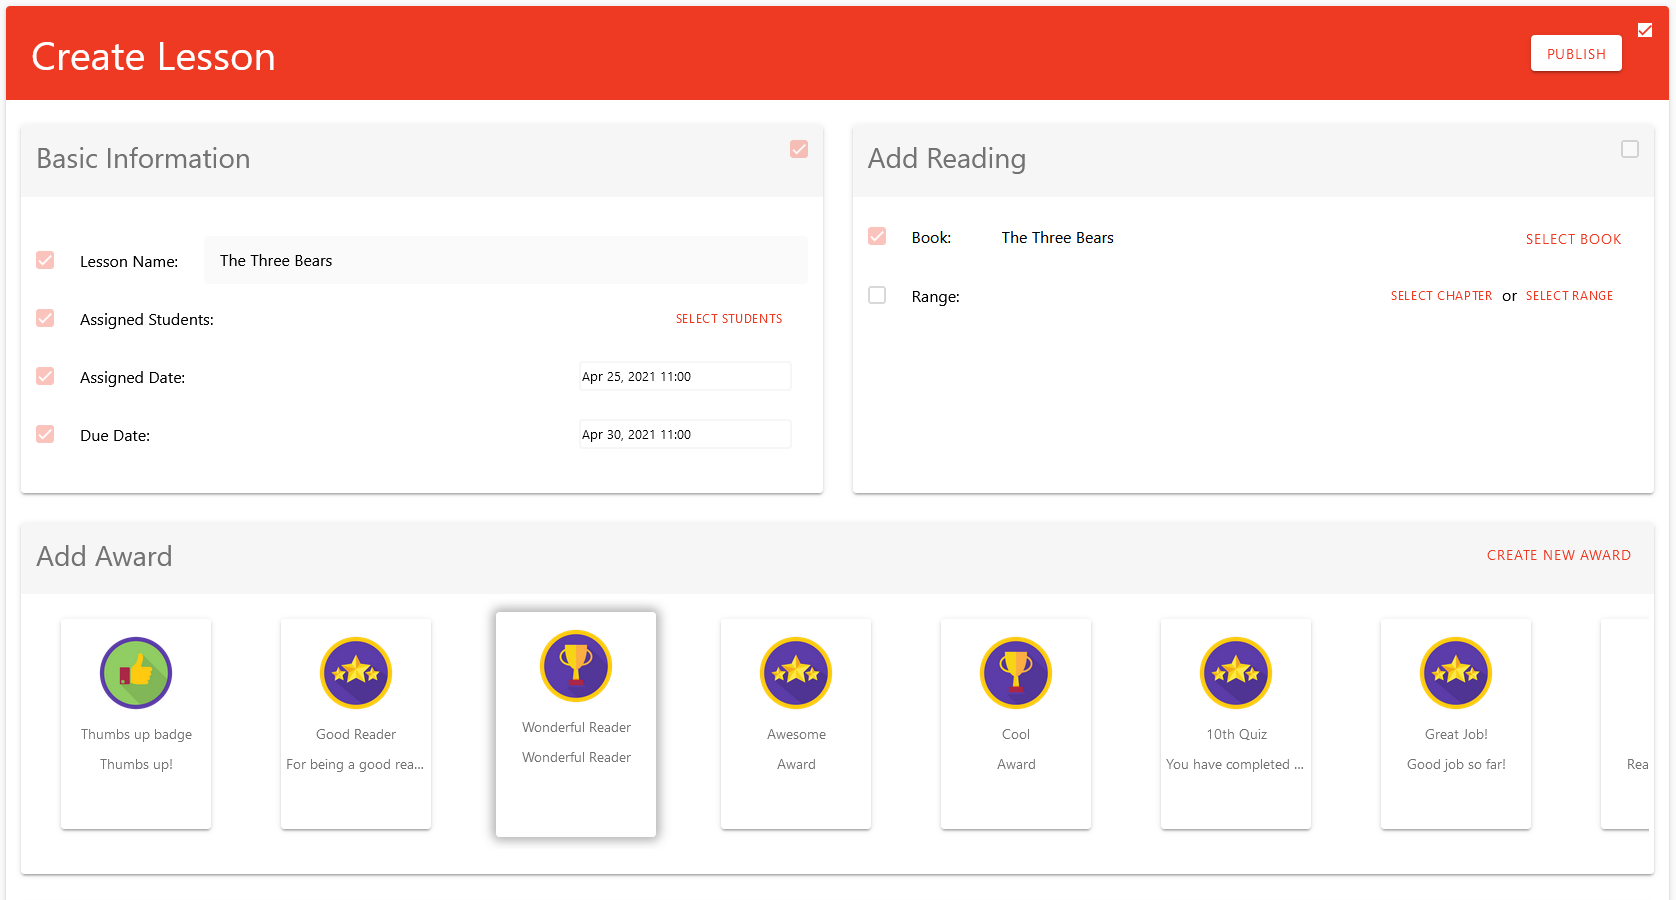 Create Lesson
PUBLISH
Basic Information
Lesson Name: The Three Bears
Assigned Students: SELECT STUDENTS
Assigned Date: Apr 25, 2021 11:00
Due Date: Apr 30, 2021 11:00
Add Reading
Book: The Three Bears SELECT BOOK
Range: SELECT CHAPTER or SELECT RANGE
Add Award
CREATE NEW AWARD
Thumbs up badge
Thumbs up!
Good Reader
For being a good rea...
Wonderful Reader
Wonderful Reader
Awesome
Award
Cool
Award
10th Quiz
You have completed ...
Great Job!
Good job so far!
Rea